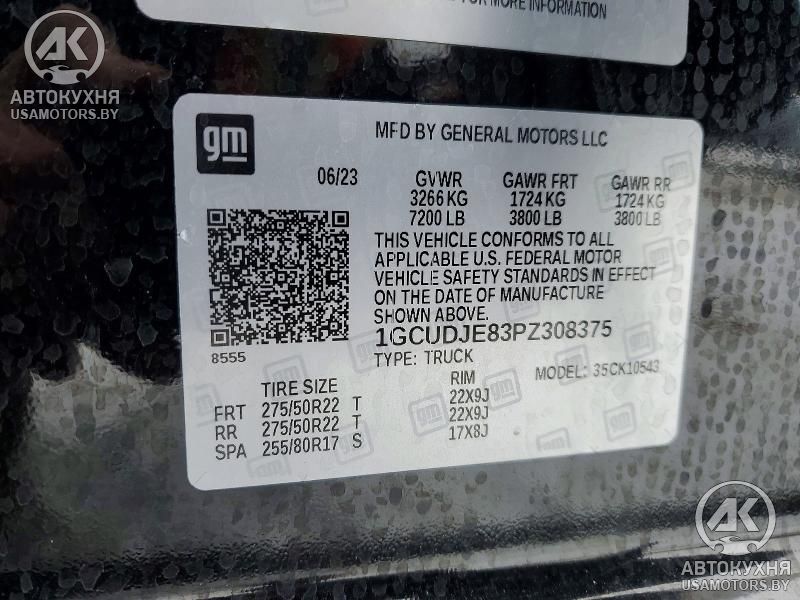 FOR MORE INFORMATION
АК
АВТОКУХНЯ
USAMOTORS.BY
gm
MFD BY GENERAL MOTORS LLC
06/23 GVWR GAWR FRT GAWR RR
3266 KG 1724 KG 1724 KG
7200 LB 3800 LB 3800 LB
THIS VEHICLE CONFORMS TO ALL
APPLICABLE U.S. FEDERAL MOTOR
VEHICLE SAFETY STANDARDS IN EFFECT
ON THE DATE OF MANUFACTURE
SHOWN ABOVE.
1GCUDJE83PZ308375
8555
TYPE: TRUCK
MODEL: 35CK10543
TIRE SIZE RIM
FRT 275/50R22 T 22X9J
RR 275/50R22 T 22X9J
SPA 255/80R17 S 17X8J
АК
АВТОКУХНЯ
USAMOTORS.BY